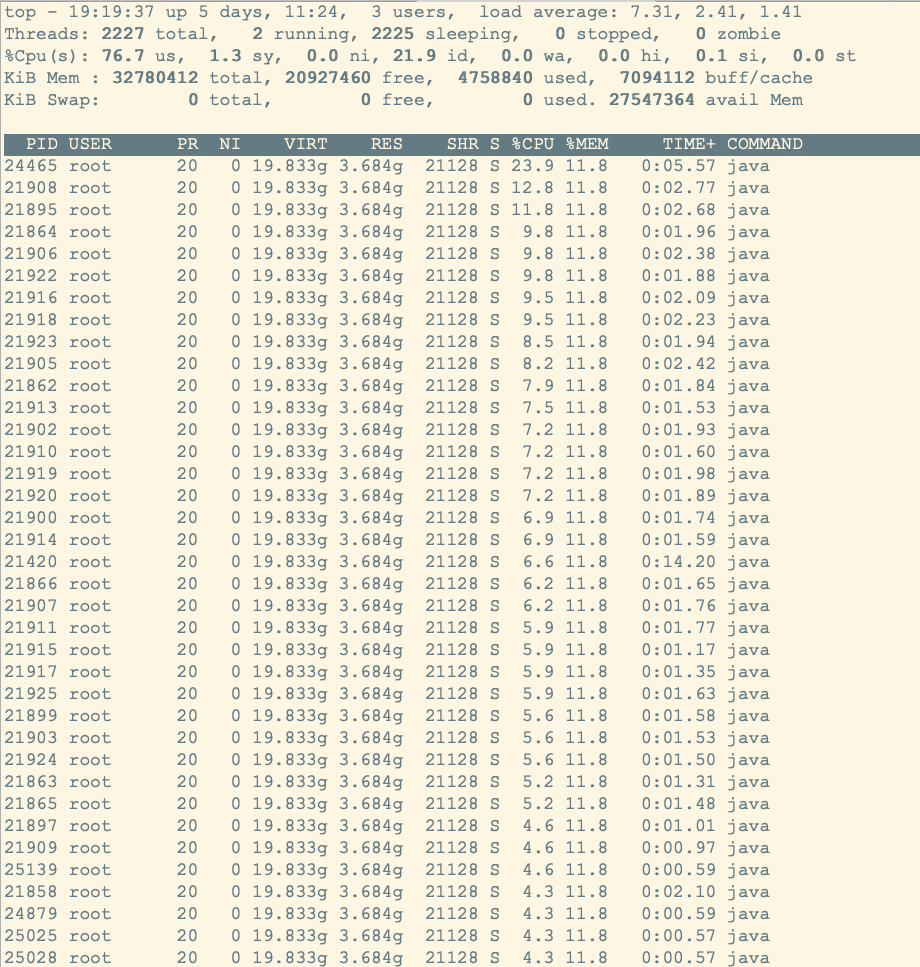 top - 19:19:37 up 5 days, 11:24,  3 users,  load average: 7.31, 2.41, 1.41
Threads: 2227 total,   2 running, 2225 sleeping,   0 stopped,   0 zombie
%Cpu(s): 76.7 us,  1.3 sy,  0.0 ni, 21.9 id,  0.0 wa,  0.0 hi,  0.1 si,  0.0 st
KiB Mem : 32780412 total, 20927460 free,  4758840 used,  7094112 buff/cache
KiB Swap:        0 total,        0 free,        0 used. 27547364 avail Mem
  PID USER      PR  NI    VIRT    RES    SHR S %CPU %MEM     TIME+ COMMAND
24465 root      20   0 19.833g 3.684g  21128 S 23.9 11.8   0:05.57 java
21908 root      20   0 19.833g 3.684g  21128 S 12.8 11.8   0:02.77 java
21895 root      20   0 19.833g 3.684g  21128 S 11.8 11.8   0:02.68 java
21864 root      20   0 19.833g 3.684g  21128 S  9.8 11.8   0:01.96 java
21906 root      20   0 19.833g 3.684g  21128 S  9.8 11.8   0:02.38 java
21922 root      20   0 19.833g 3.684g  21128 S  9.8 11.8   0:01.88 java
21916 root      20   0 19.833g 3.684g  21128 S  9.5 11.8   0:02.09 java
21918 root      20   0 19.833g 3.684g  21128 S  9.5 11.8   0:02.23 java
21923 root      20   0 19.833g 3.684g  21128 S  8.5 11.8   0:01.94 java
21905 root      20   0 19.833g 3.684g  21128 S  8.2 11.8   0:02.42 java
21862 root      20   0 19.833g 3.684g  21128 S  7.9 11.8   0:01.84 java
21913 root      20   0 19.833g 3.684g  21128 S  7.5 11.8   0:01.53 java
21902 root      20   0 19.833g 3.684g  21128 S  7.2 11.8   0:01.93 java
21910 root      20   0 19.833g 3.684g  21128 S  7.2 11.8   0:01.60 java
21919 root      20   0 19.833g 3.684g  21128 S  7.2 11.8   0:01.98 java
21920 root      20   0 19.833g 3.684g  21128 S  7.2 11.8   0:01.89 java
21900 root      20   0 19.833g 3.684g  21128 S  6.9 11.8   0:01.74 java
21914 root      20   0 19.833g 3.684g  21128 S  6.9 11.8   0:01.59 java
21420 root      20   0 19.833g 3.684g  21128 S  6.6 11.8   0:14.20 java
21866 root      20   0 19.833g 3.684g  21128 S  6.2 11.8   0:01.65 java
21907 root      20   0 19.833g 3.684g  21128 S  6.2 11.8   0:01.76 java
21911 root      20   0 19.833g 3.684g  21128 S  5.9 11.8   0:01.77 java
21915 root      20   0 19.833g 3.684g  21128 S  5.9 11.8   0:01.17 java
21917 root      20   0 19.833g 3.684g  21128 S  5.9 11.8   0:01.35 java
21925 root      20   0 19.833g 3.684g  21128 S  5.9 11.8   0:01.63 java
21899 root      20   0 19.833g 3.684g  21128 S  5.6 11.8   0:01.58 java
21903 root      20   0 19.833g 3.684g  21128 S  5.6 11.8   0:01.53 java
21924 root      20   0 19.833g 3.684g  21128 S  5.6 11.8   0:01.50 java
21863 root      20   0 19.833g 3.684g  21128 S  5.2 11.8   0:01.31 java
21865 root      20   0 19.833g 3.684g  21128 S  5.2 11.8   0:01.48 java
21897 root      20   0 19.833g 3.684g  21128 S  4.6 11.8   0:01.01 java
21909 root      20   0 19.833g 3.684g  21128 S  4.6 11.8   0:00.97 java
25139 root      20   0 19.833g 3.684g  21128 S  4.6 11.8   0:00.59 java
21858 root      20   0 19.833g 3.684g  21128 S  4.3 11.8   0:02.10 java
24879 root      20   0 19.833g 3.684g  21128 S  4.3 11.8   0:00.59 java
25025 root      20   0 19.833g 3.684g  21128 S  4.3 11.8   0:00.57 java
25028 root      20   0 19.833g 3.684g  21128 S  4.3 11.8   0:00.57 java